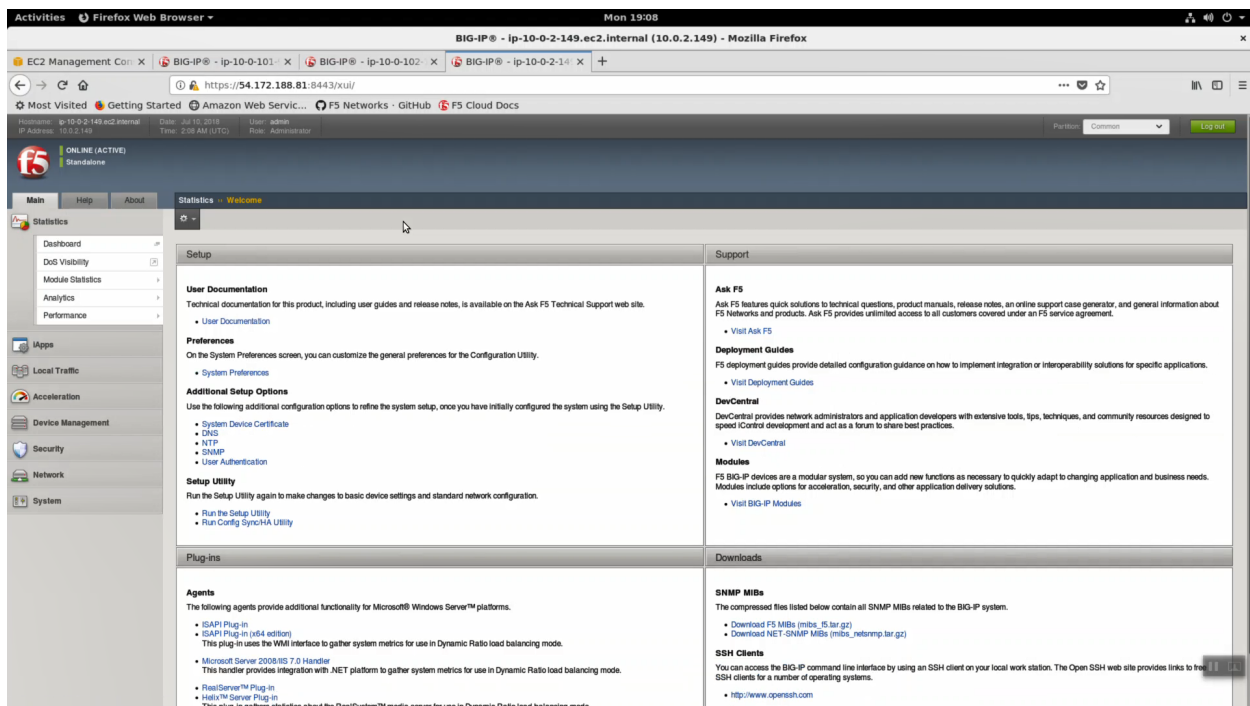 Activities Firefox Web Browser
Mon 19:08
BIG-IP® - ip-10-0-2-149.ec2.internal (10.0.2.149) - Mozilla Firefox
EC2 Management Con
BIG-IP® - ip-10-0-101-
BIG-IP® - ip-10-0-102-
BIG-IP® - ip-10-0-2-14
https://54.172.188.81:8443/xui/
Most Visited Getting Started Amazon Web Servic... F5 Networks · GitHub F5 Cloud Docs
Hostname: ip-10-0-2-149.ec2.internal Date: Jul 10, 2018 User: admin
IP Address: 10.0.2.149 Time: 2:08 AM (UTC) Role: Administrator
Partition: Common Log out
f5
ONLINE (ACTIVE)
Standalone
Main Help About
Statistics ›› Welcome
Statistics
Dashboard
DoS Visibility
Module Statistics
Analytics
Performance
iApps
Local Traffic
Acceleration
Device Management
Security
Network
System
Setup
User Documentation
Technical documentation for this product, including user guides and release notes, is available on the Ask F5 Technical Support web site.
• User Documentation
Preferences
On the System Preferences screen, you can customize the general preferences for the Configuration Utility.
• System Preferences
Additional Setup Options
Use the following additional configuration options to refine the system setup, once you have initially configured the system using the Setup Utility.
• System Device Certificate
• DNS
• NTP
• SNMP
• User Authentication
Setup Utility
Run the Setup Utility again to make changes to basic device settings and standard network configuration.
• Run the Setup Utility
• Run Config Sync/HA Utility
Support
Ask F5
Ask F5 features quick solutions to technical questions, product manuals, release notes, an online support case generator, and general information about
F5 Networks and products. Ask F5 provides unlimited access to all customers covered under an F5 service agreement.
• Visit Ask F5
Deployment Guides
F5 deployment guides provide detailed configuration guidance on how to implement integration or interoperability solutions for specific applications.
• Visit Deployment Guides
DevCentral
DevCentral provides network administrators and application developers with extensive tools, tips, techniques, and community resources designed to
speed iControl development and act as a forum to share best practices.
• Visit DevCentral
Modules
F5 BIG-IP devices are a modular system, so you can add new functions as necessary to quickly adapt to changing application and business needs.
Modules include options for acceleration, security, and other application delivery solutions.
• Visit BIG-IP Modules
Plug-ins
Agents
The following agents provide additional functionality for Microsoft® Windows Server™ platforms.
• ISAPI Plug-in
• ISAPI Plug-in (x64 edition)
This plug-in uses the WMI interface to gather system metrics for use in Dynamic Ratio load balancing mode.
• Microsoft Server 2008/IIS 7.0 Handler
This handler provides integration with .NET platform to gather system metrics for use in Dynamic Ratio load balancing mode.
• RealServer™ Plug-in
• Helix™ Server Plug-in
This plug-in gathers statistics about the RealSystem™ media server for use in Dynamic Ratio load balancing mode.
Downloads
SNMP MIBs
The compressed files listed below contain all SNMP MIBs related to the BIG-IP system.
• Download F5 MIBs (mibs_f5.tar.gz)
• Download NET-SNMP MIBs (mibs_netsnmp.tar.gz)
SSH Clients
You can access the BIG-IP command line interface by using an SSH client on your local work station. The Open SSH web site provides links to free
SSH clients for a number of operating systems.
• http://www.openssh.com